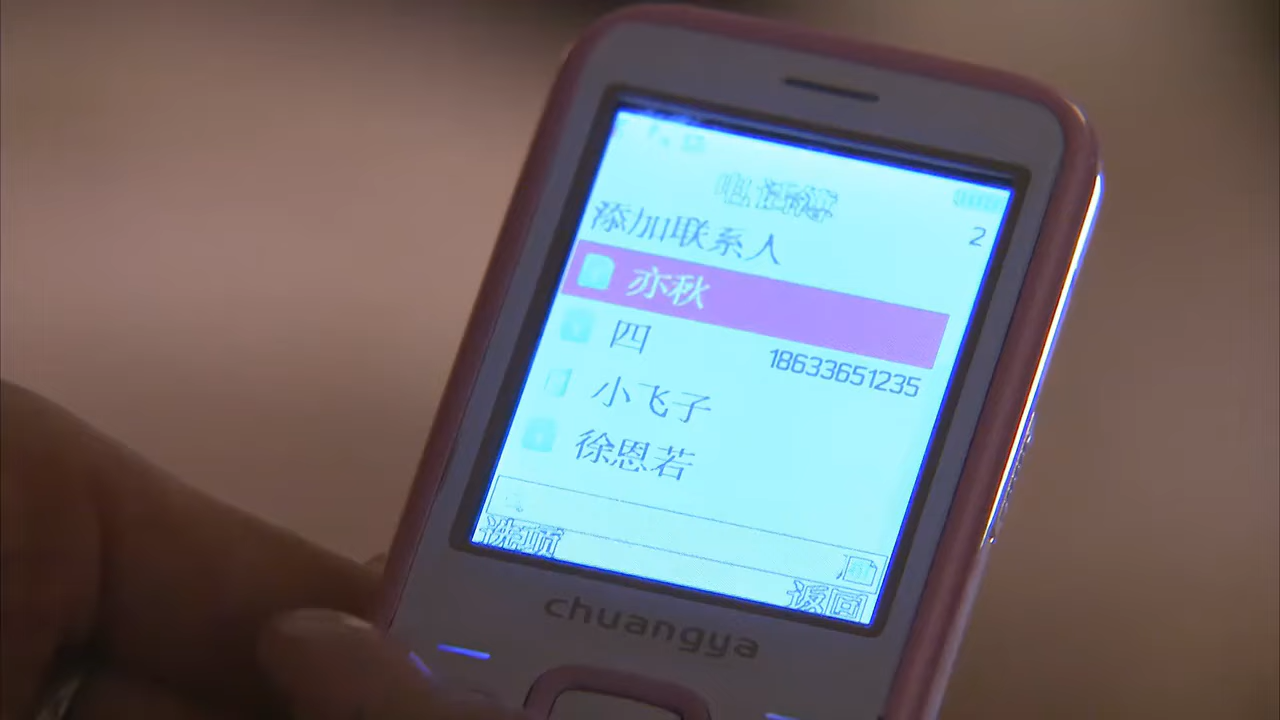 电话簿
添加联系人
2
亦秋
18633651235
四
小飞子
徐恩若
选项
返回
chuangya